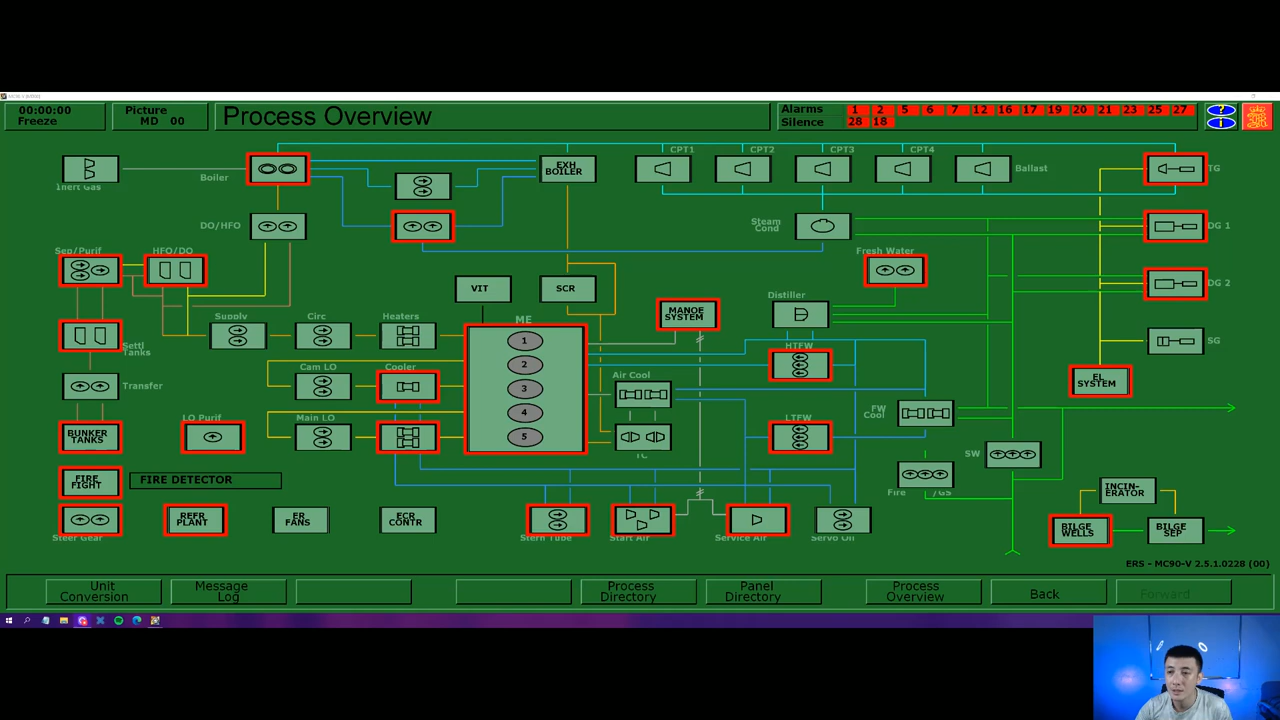 MC90-V
00:00:00
Freeze
Picture
MD 00
Process Overview
Alarms 1 2 5 6 7 12 16 17 19 20 21 23 25 27
Silence 28 18
?
i
Inert Gas
Boiler
EXH
BOILER
CPT1
CPT2
CPT3
CPT4
Ballast
TG
DO/HFO
Steam
Cond
DG 1
Sep/Purif
HFO/DO
Fresh Water
DG 2
VIT
SCR
ME
MANOE
SYSTEM
Distiller
Settl
Tanks
Supply
Circ
Heaters
1
2
3
4
5
HTFW
SG
Transfer
Cam LO
Cooler
Air Cool
EL
SYSTEM
BUNKER
TANKS
LO Purif
Main LO
TC
LTFW
FW
Cool
SW
FIRE
FIGHT
FIRE DETECTOR
Fire
/GS
INCIN-
ERATOR
Steer Gear
REFR
PLANT
ER
FANS
ECR
CONTR
Stern Tube
Start Air
Service Air
Servo Oil
BILGE
WELLS
BILGE
SEP
ERS - MC90-V 2.5.1.0228 (00)
Unit
Conversion
Message
Log
Process
Directory
Panel
Directory
Process
Overview
Back
Forward